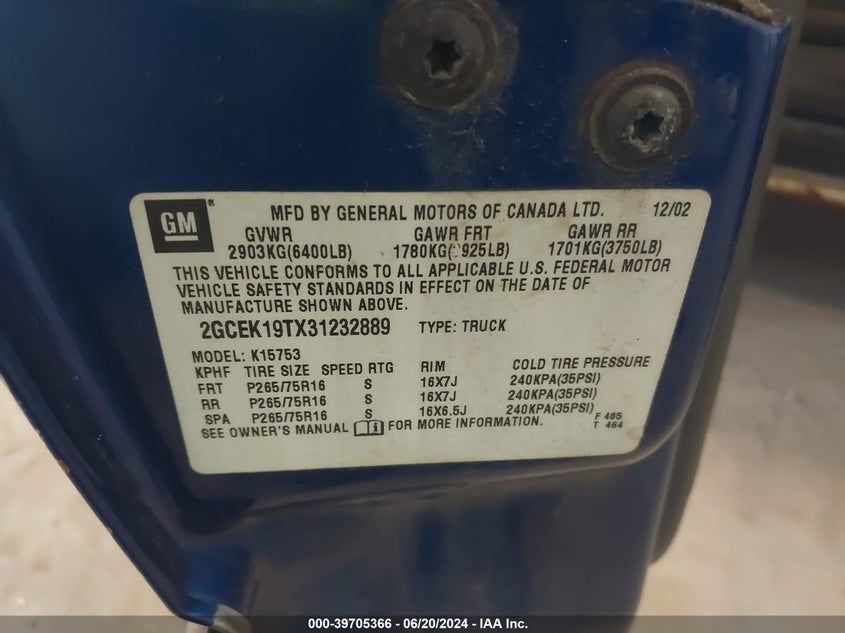 GM ®
MFD BY GENERAL MOTORS OF CANADA LTD. 12/02
GVWR GAWR FRT GAWR RR
2903KG(6400LB) 1780KG( 925LB) 1701KG(3750LB)
THIS VEHICLE CONFORMS TO ALL APPLICABLE U.S. FEDERAL MOTOR
VEHICLE SAFETY STANDARDS IN EFFECT ON THE DATE OF
MANUFACTURE SHOWN ABOVE.
2GCEK19TX31232889 TYPE: TRUCK
MODEL: K15753
KPHF TIRE SIZE SPEED RTG RIM COLD TIRE PRESSURE
FRT P265/75R16 S 16X7J 240KPA(35PSI)
RR P265/75R16 S 16X7J 240KPA(35PSI)
SPA P265/75R16 S 16X6.5J 240KPA(35PSI)
SEE OWNER'S MANUAL FOR MORE INFORMATION.
F 485
T 464
000-39705366 - 06/20/2024 - IAA Inc.